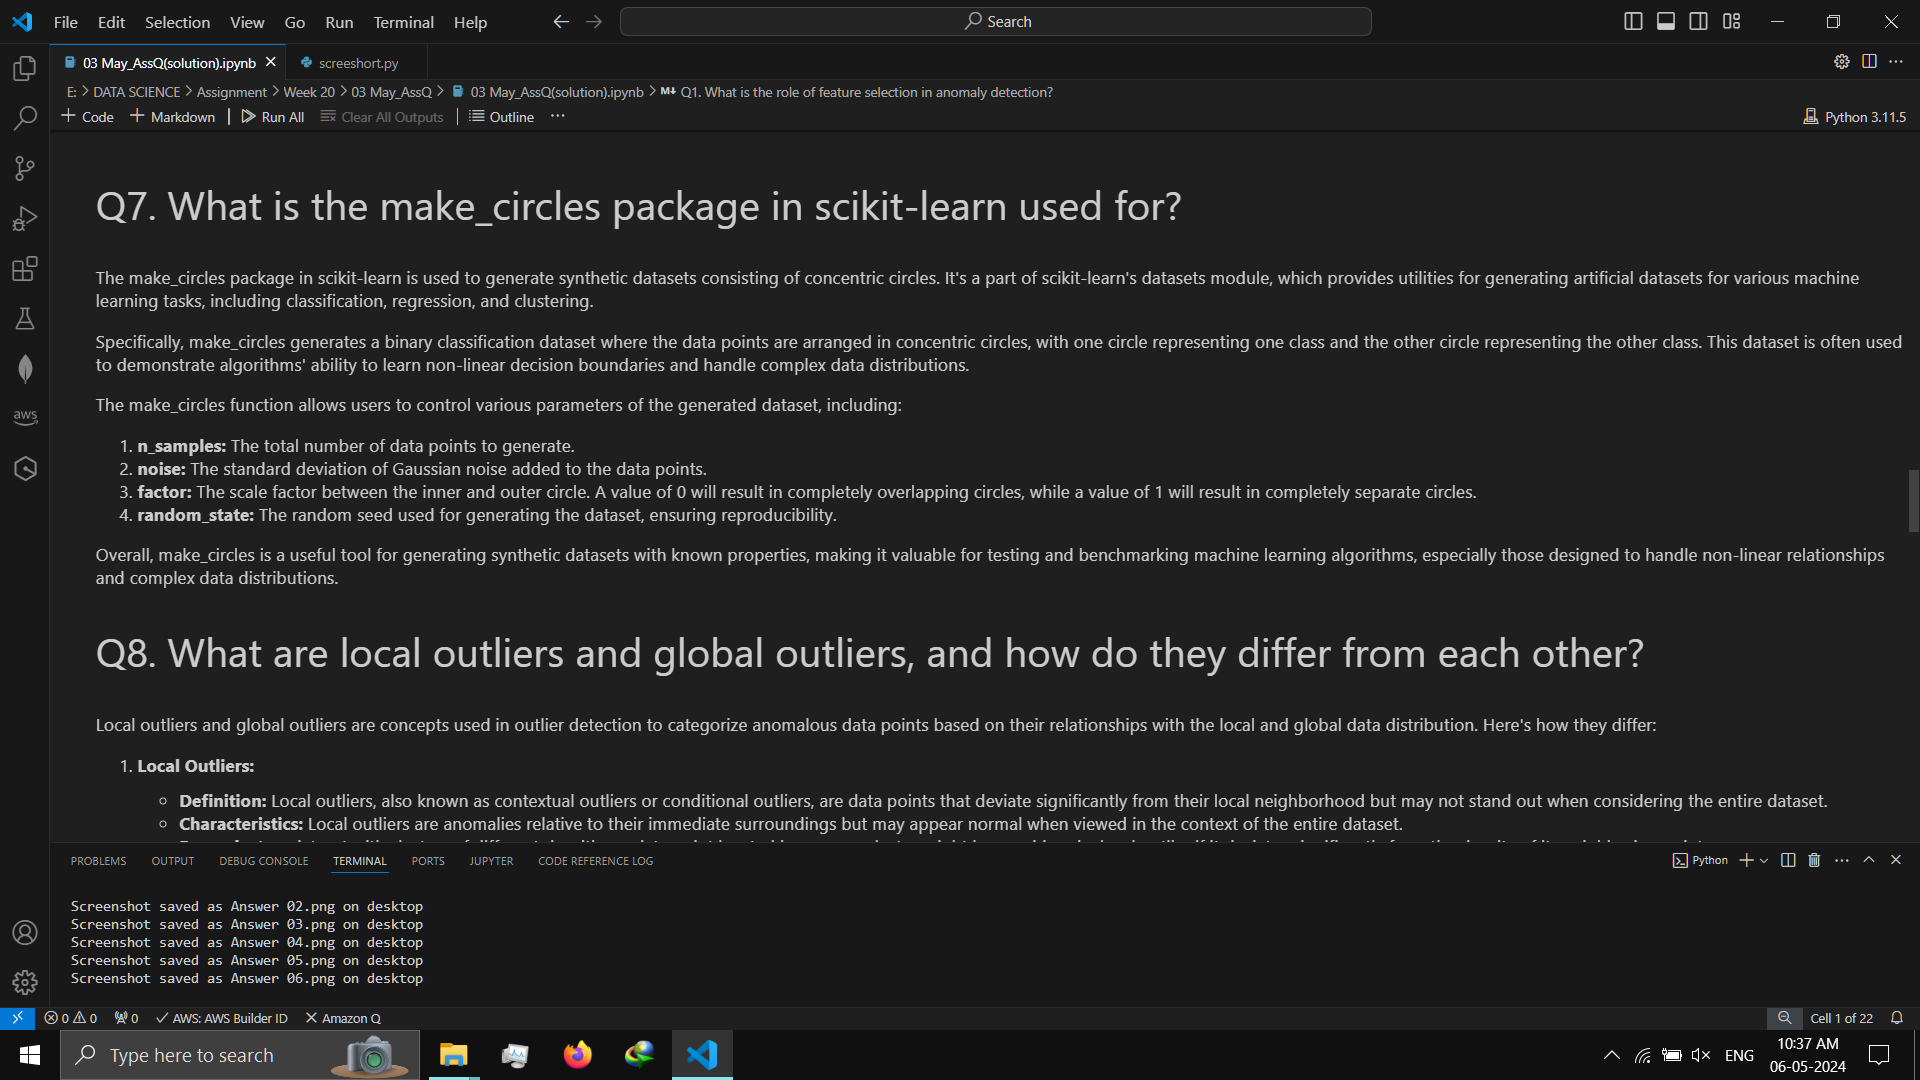 File Edit Selection View Go Run Terminal Help Search
03 May_AssQ(solution).ipynb screeshort.py
E: > DATA SCIENCE > Assignment > Week 20 > 03 May_AssQ > 03 May_AssQ(solution).ipynb > M↓ Q1. What is the role of feature selection in anomaly detection?
+ Code + Markdown | Run All Clear All Outputs | Outline ... Python 3.11.5
Q7. What is the make_circles package in scikit-learn used for?
The make_circles package in scikit-learn is used to generate synthetic datasets consisting of concentric circles. It's a part of scikit-learn's datasets module, which provides utilities for generating artificial datasets for various machine
learning tasks, including classification, regression, and clustering.
Specifically, make_circles generates a binary classification dataset where the data points are arranged in concentric circles, with one circle representing one class and the other circle representing the other class. This dataset is often used
to demonstrate algorithms' ability to learn non-linear decision boundaries and handle complex data distributions.
The make_circles function allows users to control various parameters of the generated dataset, including:
1. n_samples: The total number of data points to generate.
2. noise: The standard deviation of Gaussian noise added to the data points.
3. factor: The scale factor between the inner and outer circle. A value of 0 will result in completely overlapping circles, while a value of 1 will result in completely separate circles.
4. random_state: The random seed used for generating the dataset, ensuring reproducibility.
Overall, make_circles is a useful tool for generating synthetic datasets with known properties, making it valuable for testing and benchmarking machine learning algorithms, especially those designed to handle non-linear relationships
and complex data distributions.
Q8. What are local outliers and global outliers, and how do they differ from each other?
Local outliers and global outliers are concepts used in outlier detection to categorize anomalous data points based on their relationships with the local and global data distribution. Here's how they differ:
1. Local Outliers:
Definition: Local outliers, also known as contextual outliers or conditional outliers, are data points that deviate significantly from their local neighborhood but may not stand out when considering the entire dataset.
Characteristics: Local outliers are anomalies relative to their immediate surroundings but may appear normal when viewed in the context of the entire dataset.
PROBLEMS OUTPUT DEBUG CONSOLE TERMINAL PORTS JUPYTER CODE REFERENCE LOG Python
Screenshot saved as Answer 02.png on desktop
Screenshot saved as Answer 03.png on desktop
Screenshot saved as Answer 04.png on desktop
Screenshot saved as Answer 05.png on desktop
Screenshot saved as Answer 06.png on desktop
0 0 0 AWS: AWS Builder ID Amazon Q Cell 1 of 22
aws
Type here to search ENG 10:37 AM
06-05-2024